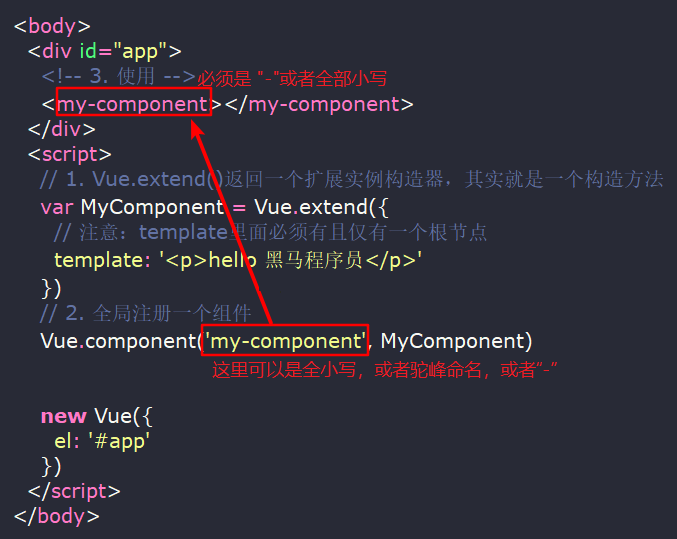 <body>
<div id="app">
<!-- 3. 使用 -->必须是 "-"或者全部小写
<my-component></my-component>
</div>
<script>
// 1. Vue.extend()返回一个扩展实例构造器，其实就是一个构造方法
var MyComponent = Vue.extend({
// 注意：template里面必须有且仅有一个根节点
template: '<p>hello 黑马程序员</p>'
})
// 2. 全局注册一个组件
Vue.component('my-component', MyComponent)
这里可以是全小写，或者驼峰命名，或者"-"
new Vue({
el: '#app'
})
</script>
</body>